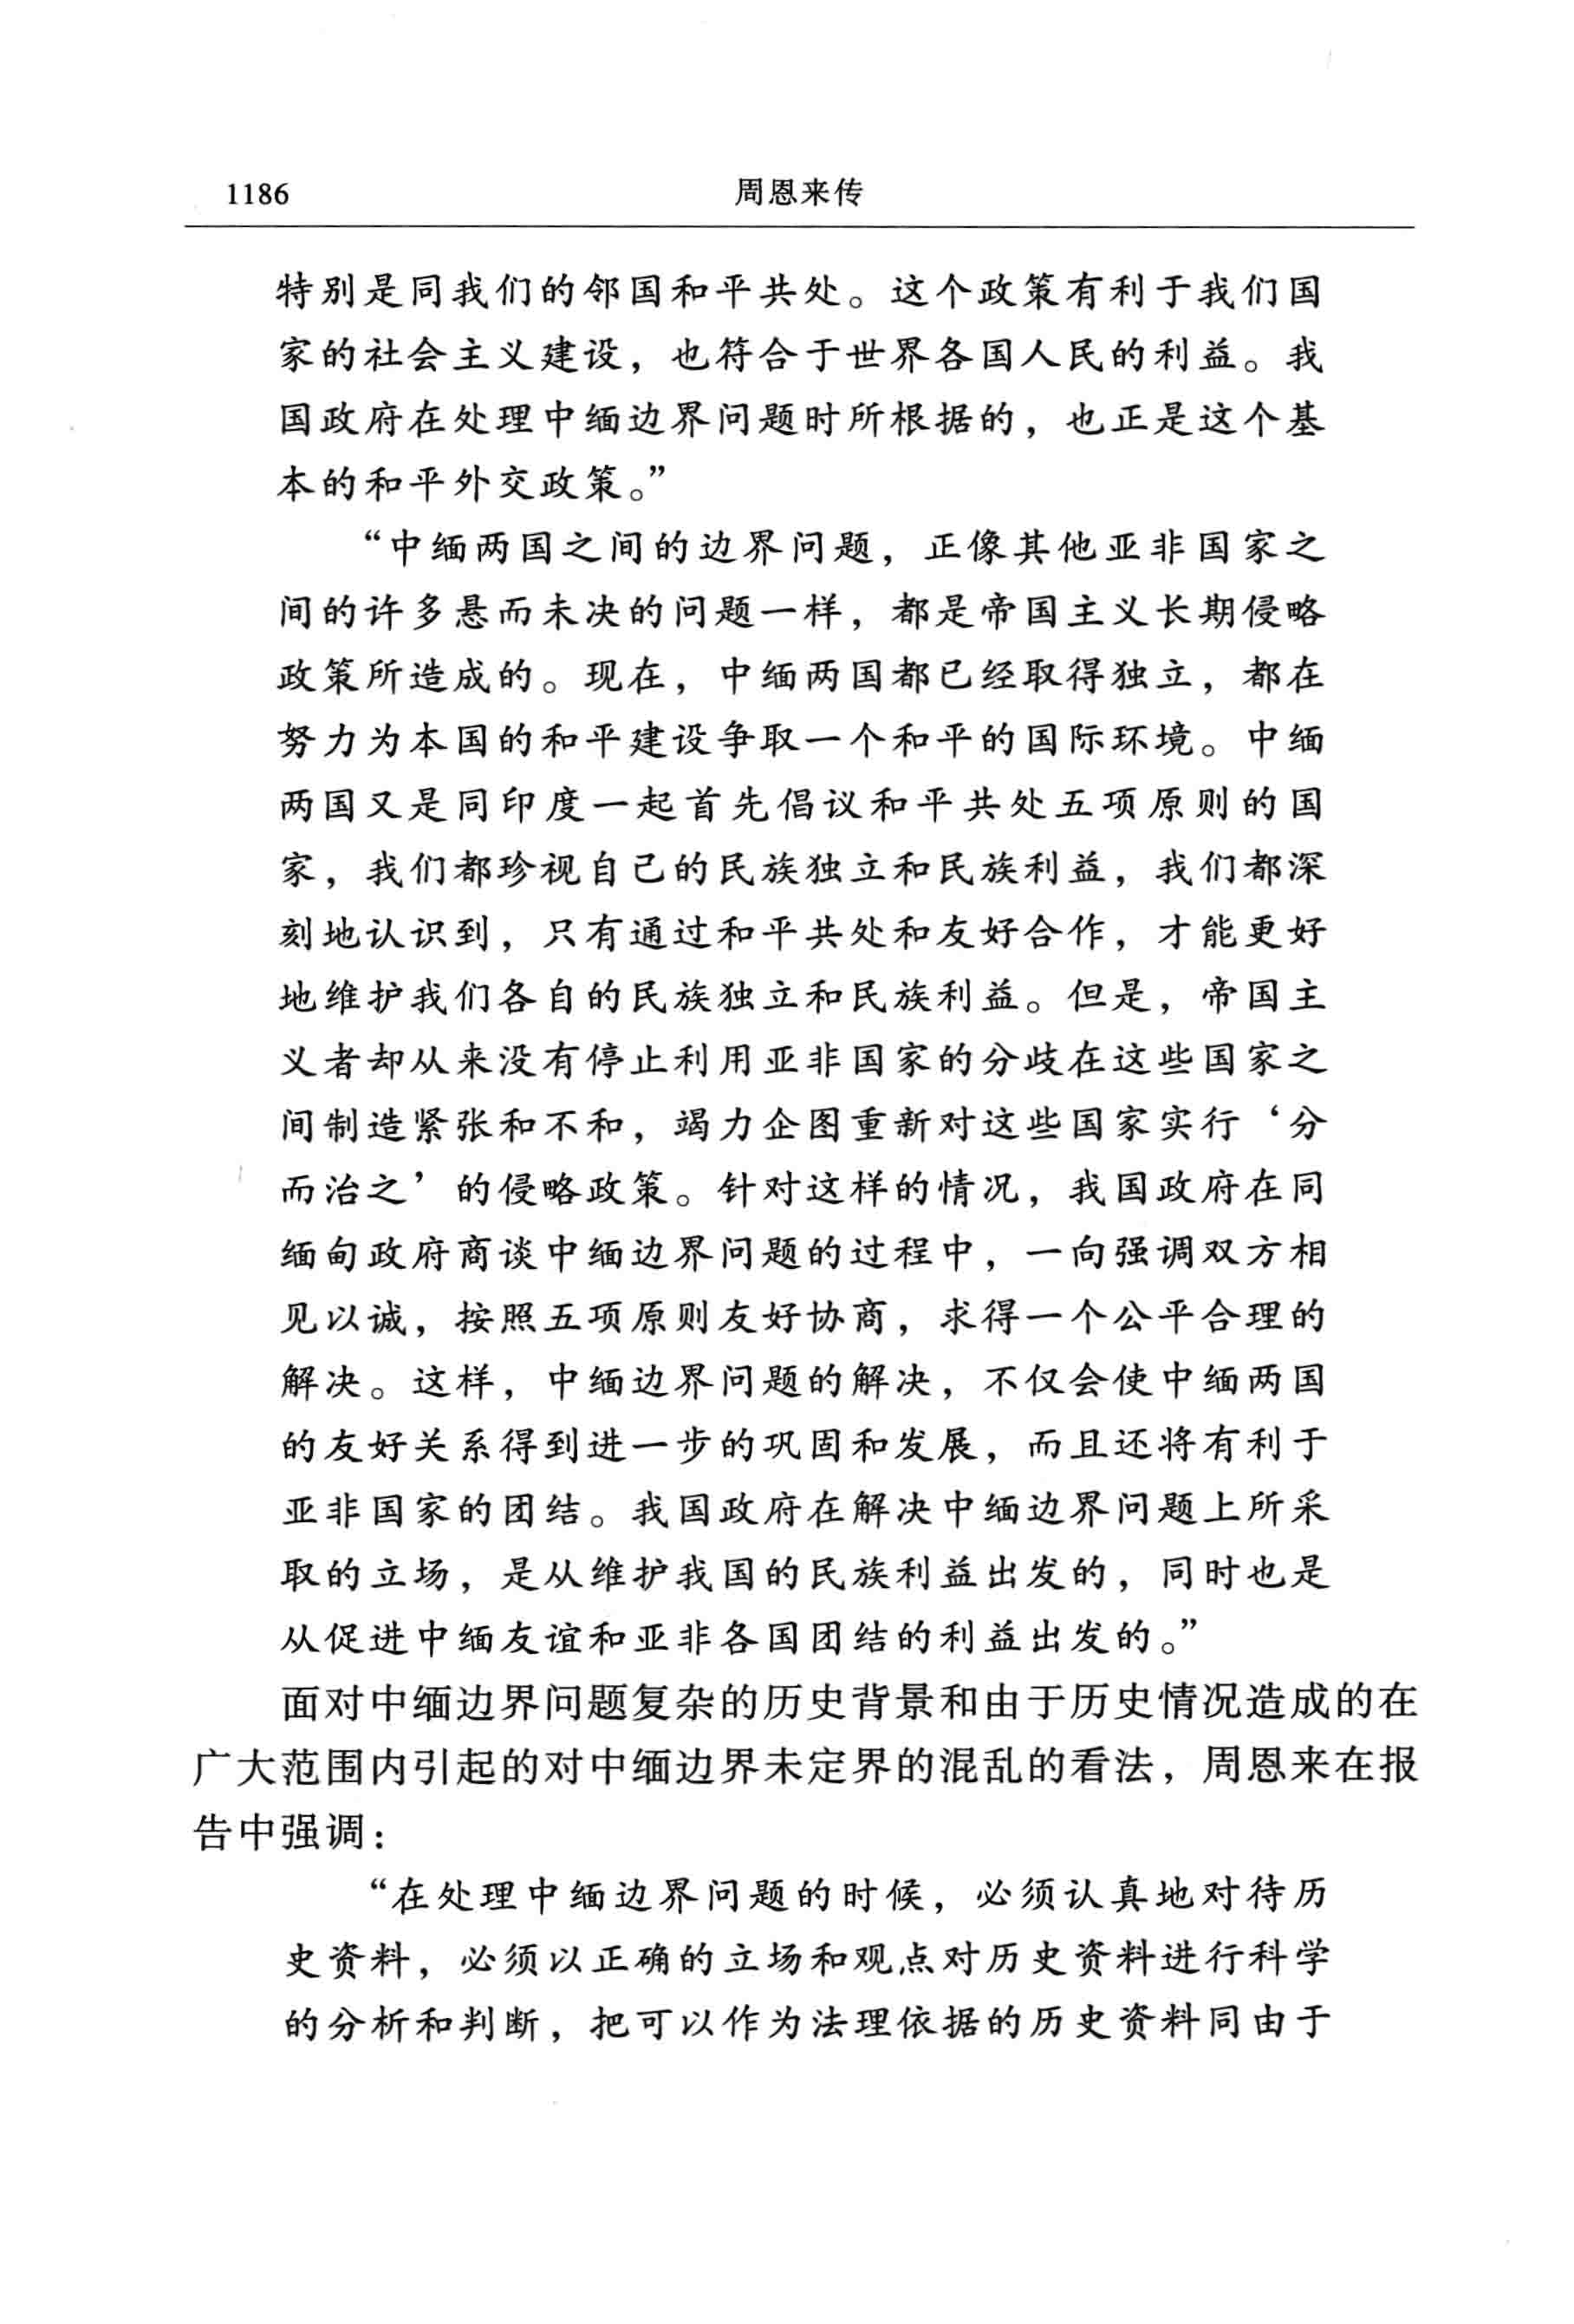 1186
周恩来传
特别是同我们的邻国和平共处。这个政策有利于我们国
家的社会主义建设，也符合于世界各国人民的利益。我
国政府在处理中缅边界问题时所根据的，也正是这个基
本的和平外交政策。”
“中缅两国之间的边界问题，正像其他亚非国家之
间的许多悬而未决的问题一样，都是帝国主义长期侵略
政策所造成的。现在，中缅两国都已经取得独立，都在
努力为本国的和平建设争取一个和平的国际环境。中缅
两国又是同印度一起首先倡议和平共处五项原则的国
家，我们都珍视自己的民族独立和民族利益，我们都深
刻地认识到，只有通过和平共处和友好合作，才能更好
地维护我们各自的民族独立和民族利益。但是，帝国主
义者却从来没有停止利用亚非国家的分歧在这些国家之
间制造紧张和不和，竭力企图重新对这些国家实行‘分
而治之’的侵略政策。针对这样的情况，我国政府在同
缅甸政府商谈中缅边界问题的过程中，一向强调双方相
见以诚，按照五项原则友好协商，求得一个公平合理的
解决。这样，中缅边界问题的解决，不仅会使中缅两国
的友好关系得到进一步的巩固和发展，而且还将有利于
亚非国家的团结。我国政府在解决中缅边界问题上所采
取的立场，是从维护我国的民族利益出发的，同时也是
从促进中缅友谊和亚非各国团结的利益出发的。”
面对中缅边界问题复杂的历史背景和由于历史情况造成的在
广大范围内引起的对中缅边界未定界的混乱的看法，周恩来在报
告中强调：
“在处理中缅边界问题的时候，必须认真地对待历
史资料，必须以正确的立场和观点对历史资料进行科学
的分析和判断，把可以作为法理依据的历史资料同由于